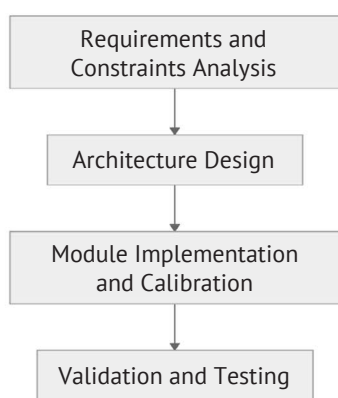 Requirements and
Constraints Analysis
Architecture Design
Module Implementation
and Calibration
Validation and Testing